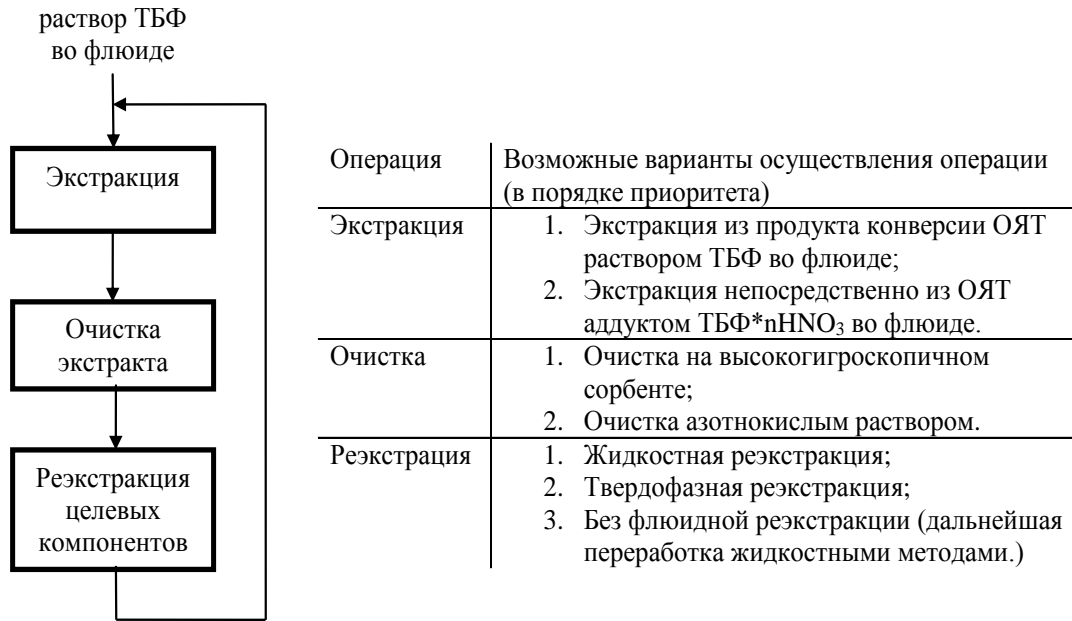 раствор ТБФ
во флюиде
Экстракция
Очистка
экстракта
Реэкстракция
целевых
компонентов
Операция
Возможные варианты осуществления операции
(в порядке приоритета)
Экстракция
1. Экстракция из продукта конверсии ОЯТ
раствором ТБФ во флюиде;
2. Экстракция непосредственно из ОЯТ
аддуктом ТБФ*nHNO₃ во флюиде.
Очистка
1. Очистка на высокогигроскопичном
сорбенте;
2. Очистка азотнокислым раствором.
Реэкстрация
1. Жидкостная реэкстракция;
2. Твердофазная реэкстракция;
3. Без флюидной реэкстракции (дальнейшая
переработка жидкостными методами.)